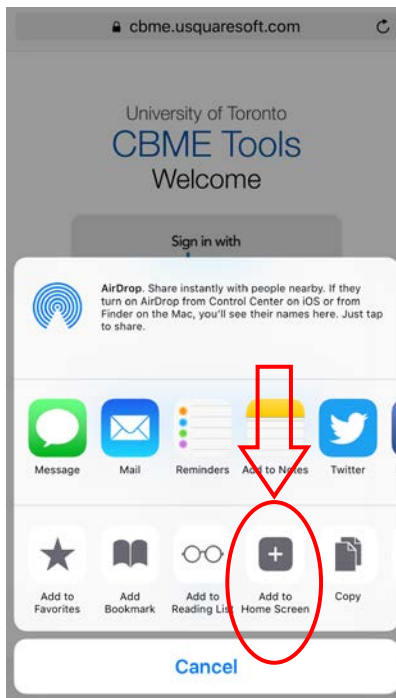 cbme.usquaresoft.com
University of Toronto
CBME Tools
Welcome
Sign in with
AirDrop. Share instantly with people nearby. If they
turn on AirDrop from Control Center on iOS or from
Finder on the Mac, you'll see their names here. Just tap
to share.
Message Mail Reminders Add to Notes Twitter
Add to Favorites
Add Bookmark
Add to Reading List
Add to Home Screen
Copy
Cancel